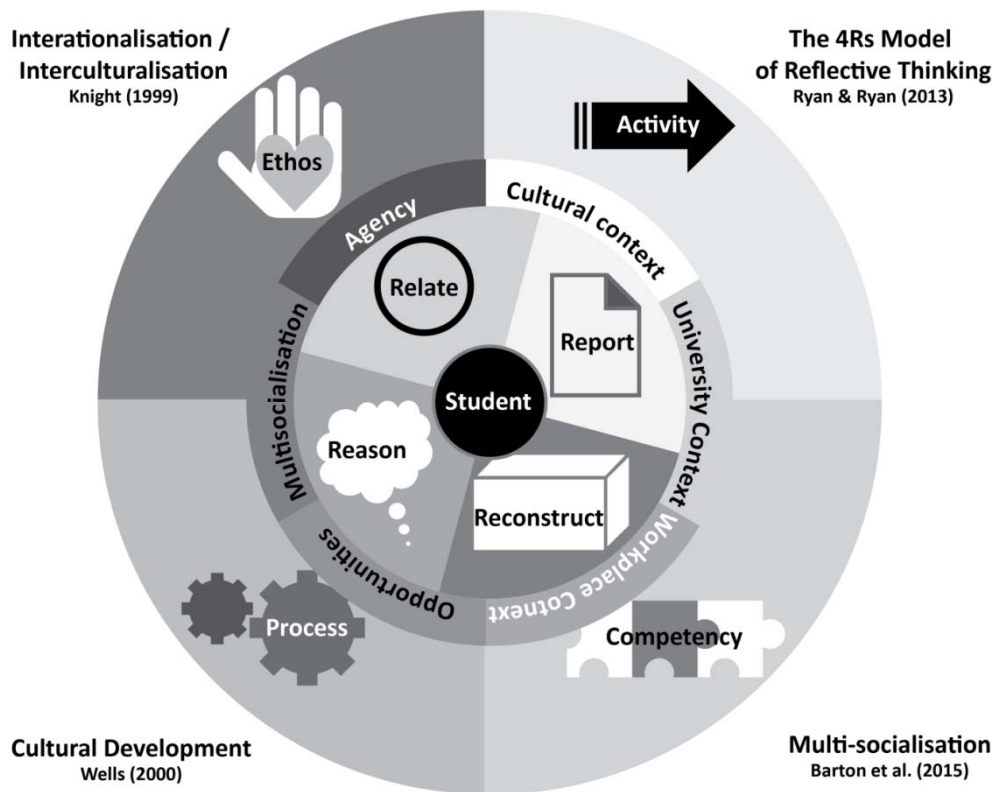 Interationalisation /
Interculturalisation
Knight (1999)
The 4Rs Model
of Reflective Thinking
Ryan & Ryan (2013)
Ethos
Activity
Agency
Cultural context
Relate
Report
Multisocialisation
University Context
Student
Reason
Reconstruct
Opportunities
Workplace Cotnext
Process
Competency
Cultural Development
Wells (2000)
Multi-socialisation
Barton et al. (2015)